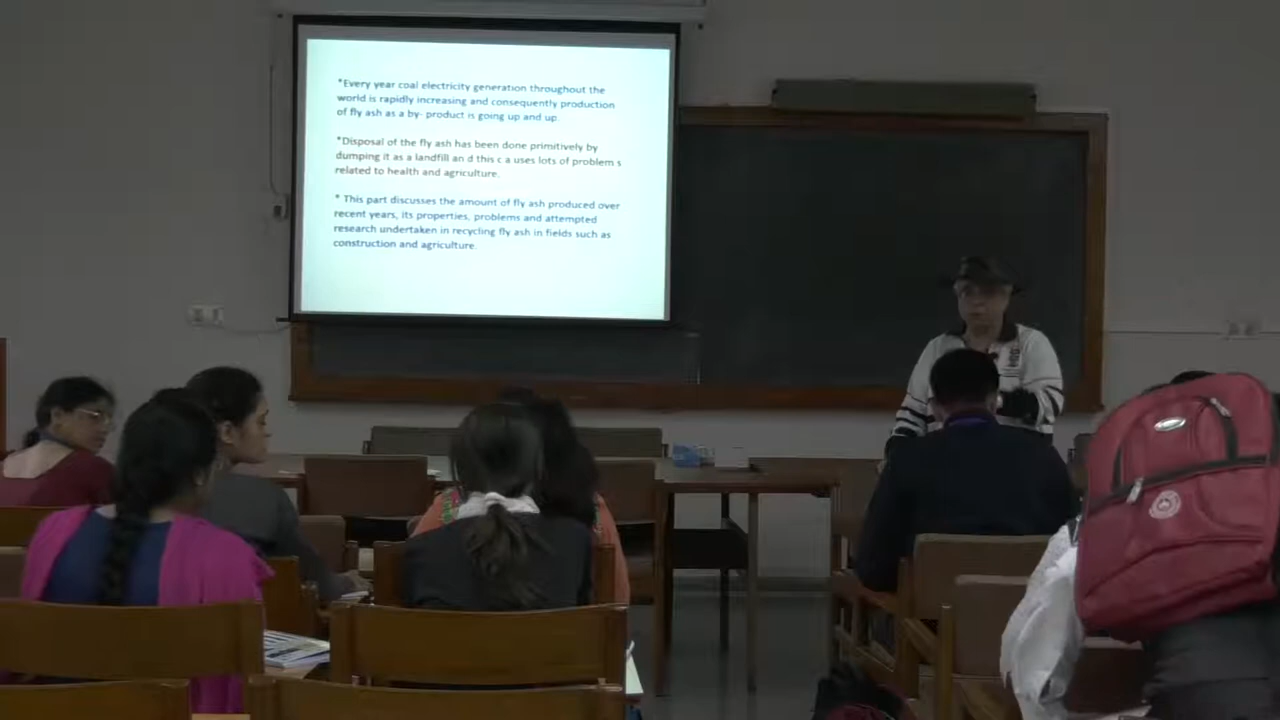 *Every year coal electricity generation throughout the
world is rapidly increasing and consequently production
of fly ash as a by- product is going up and up.
*Disposal of the fly ash has been done primitively by
dumping it as a landfill an d this c a uses lots of problem s
related to health and agriculture.
* This part discusses the amount of fly ash produced over
recent years, its properties, problems and attempted
research undertaken in recycling fly ash in fields such as
construction and agriculture.